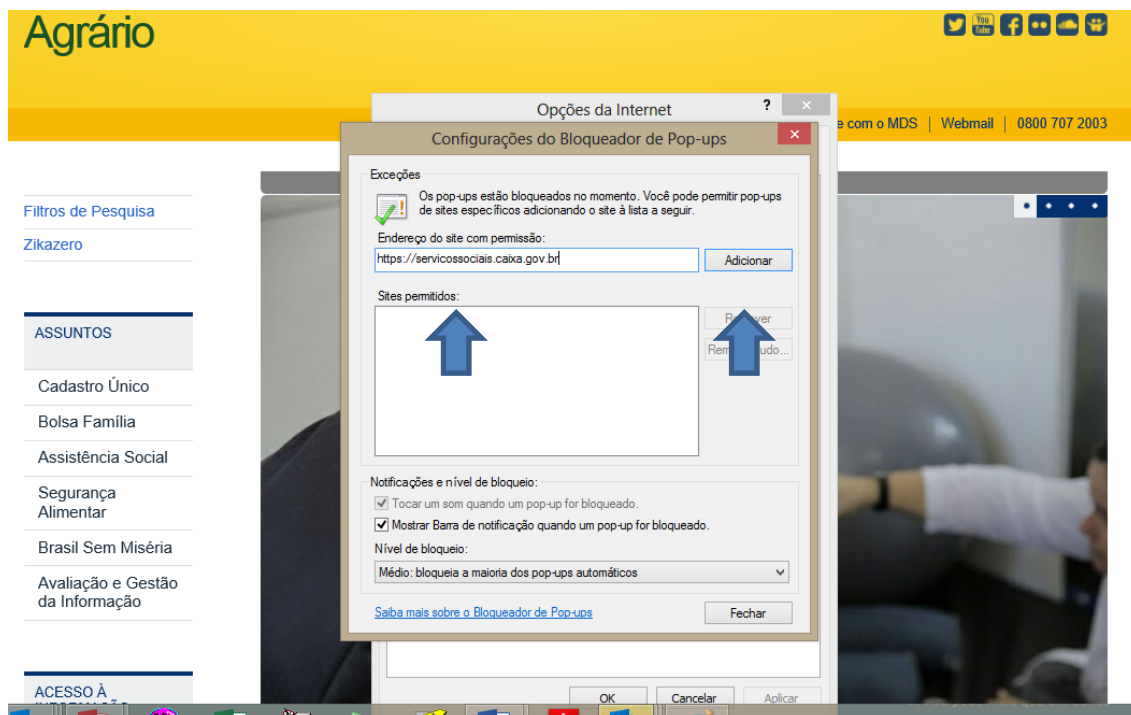 Agrário
You
Tube
Opções da Internet
?
e com o MDS | Webmail | 0800 707 2003
Configurações do Bloqueador de Pop-ups
Exceções
Os pop-ups estão bloqueados no momento. Você pode permitir pop-ups
de sites específicos adicionando o site à lista a seguir.
Endereço do site com permissão:
https://servicossociais.caixa.gov.br
Adicionar
Sites permitidos:
Notificações e nível de bloqueio:
Tocar um som quando um pop-up for bloqueado.
Mostrar Barra de notificação quando um pop-up for bloqueado.
Nível de bloqueio:
Médio: bloqueia a maioria dos pop-ups automáticos
Saiba mais sobre o Bloqueador de Pop-ups
Fechar
OK
Cancelar
Aplicar
Filtros de Pesquisa
Zikazero
ASSUNTOS
Cadastro Único
Bolsa Família
Assistência Social
Segurança
Alimentar
Brasil Sem Miséria
Avaliação e Gestão
da Informação
ACESSO À